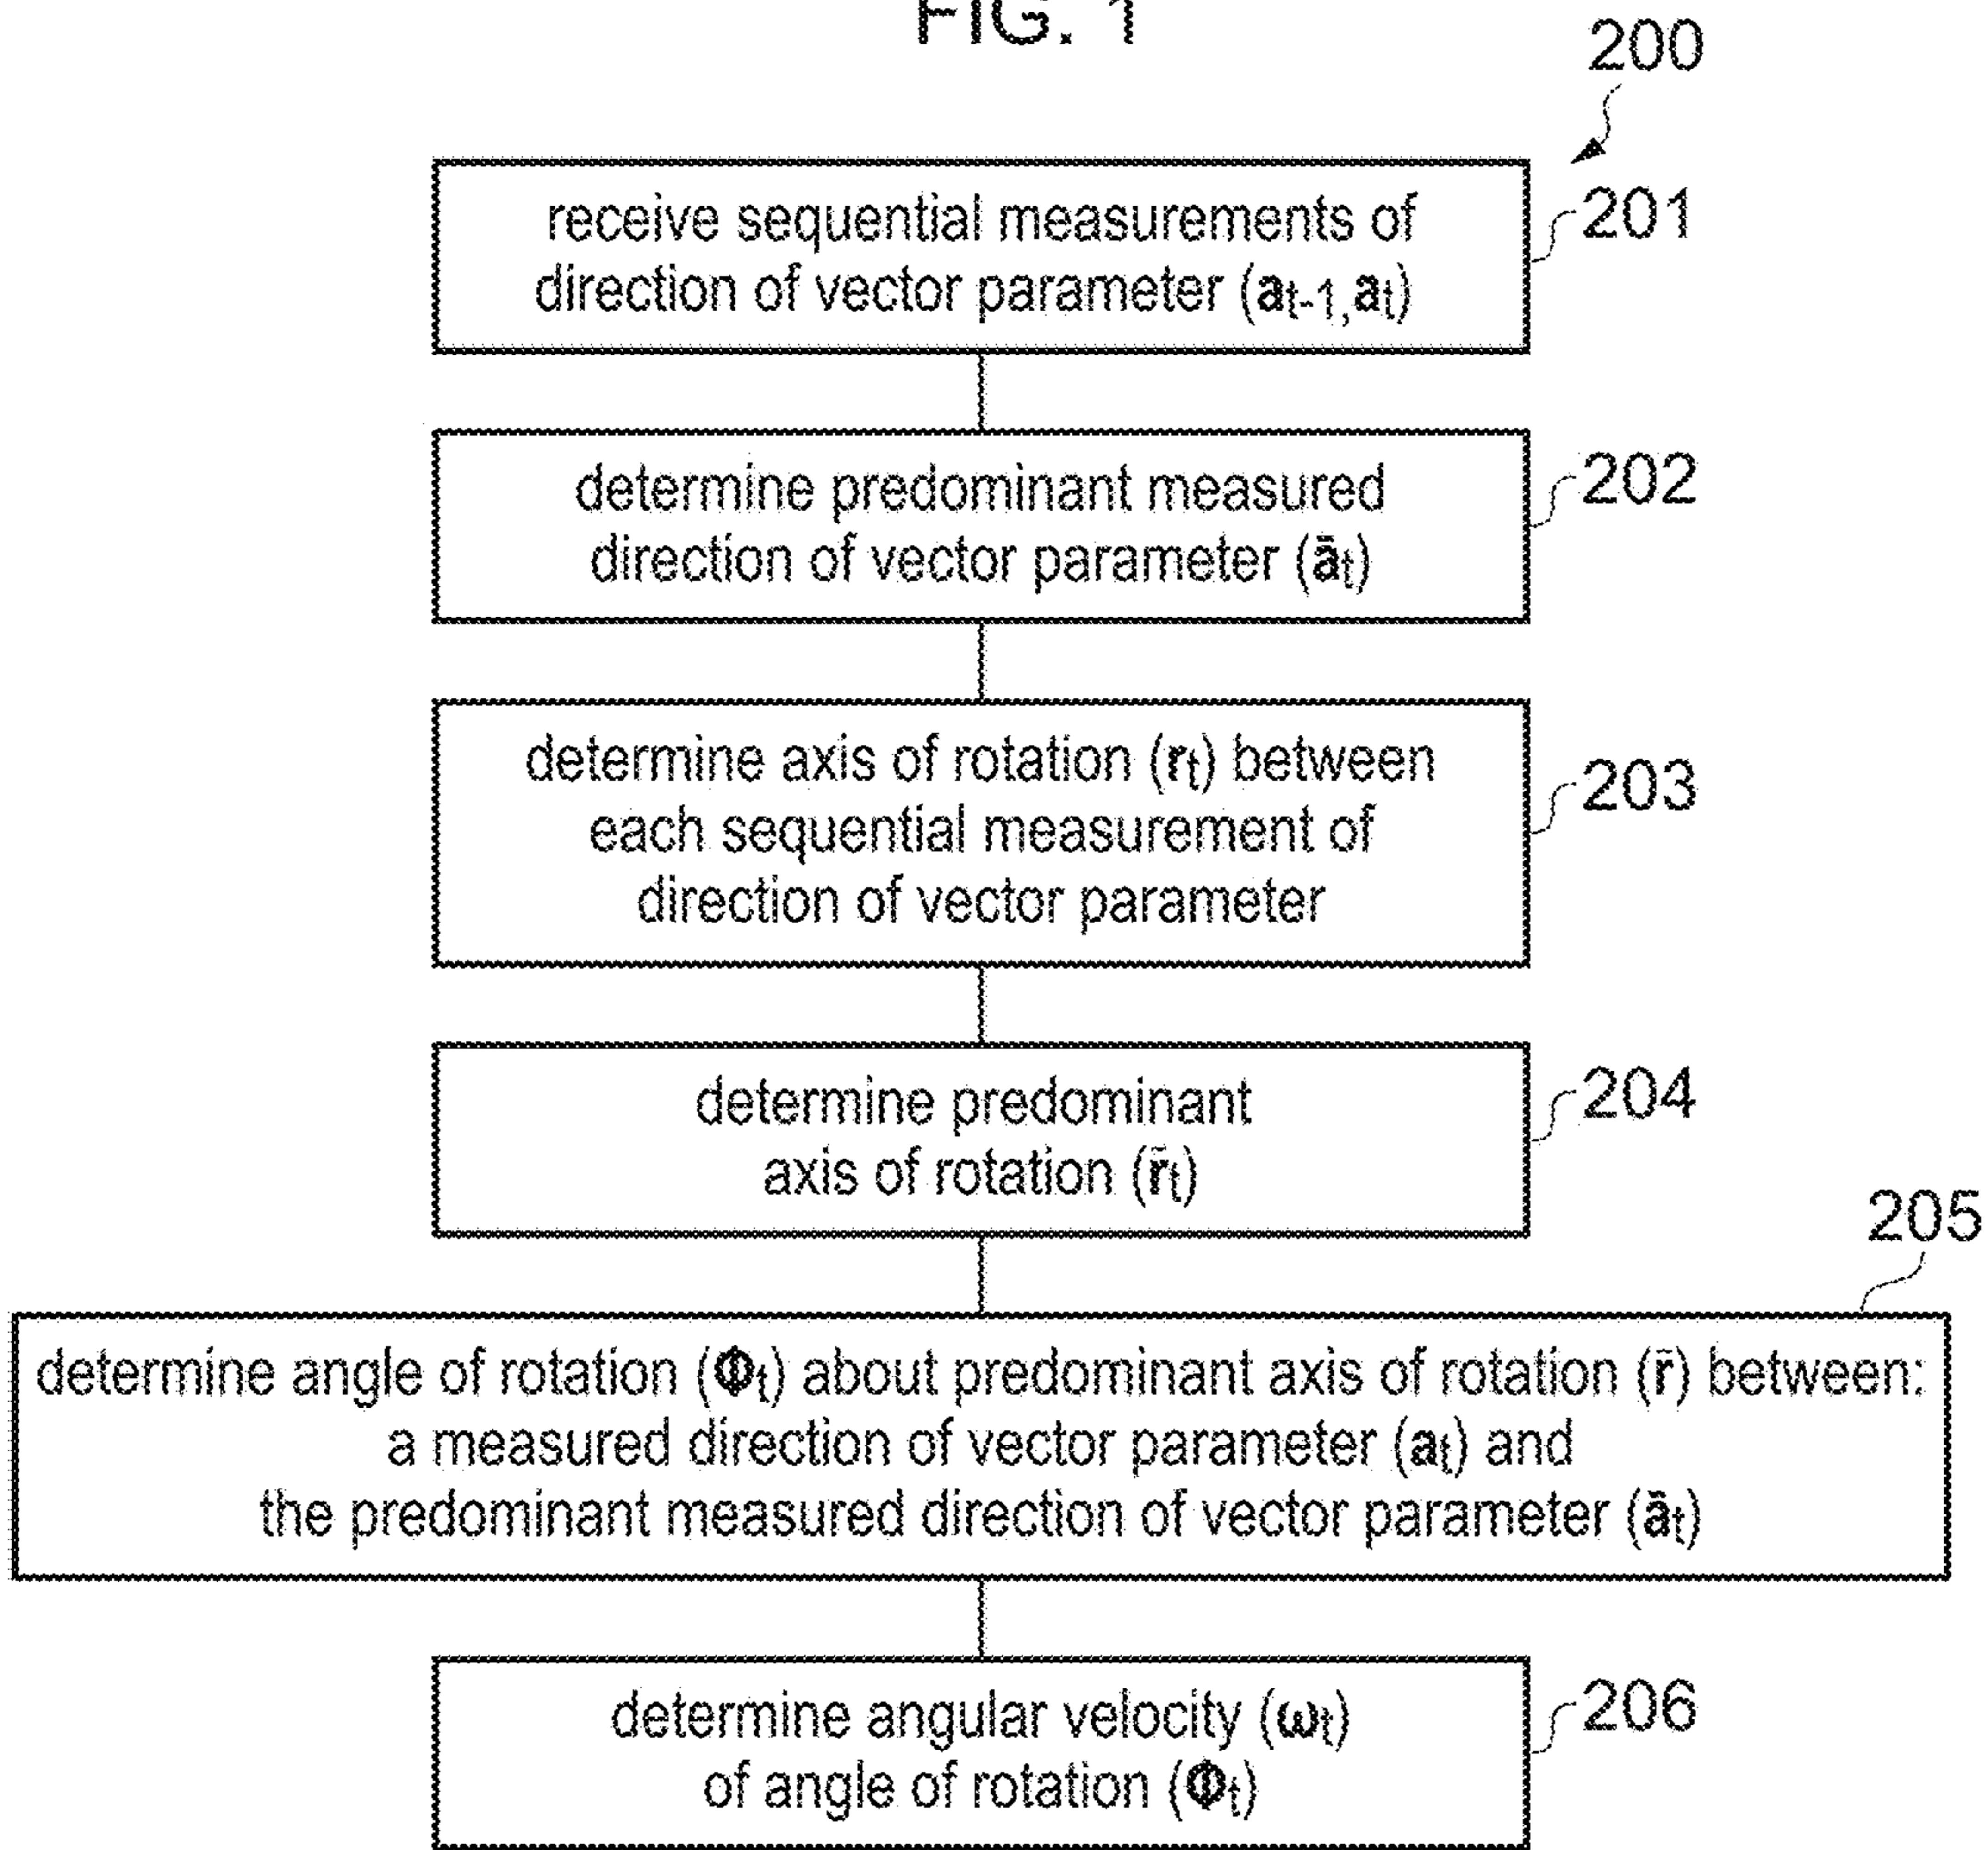 FIG. 1
200
receive sequential measurements of
direction of vector parameter (aₜ₋₁,aₜ)
201
determine predominant measured
direction of vector parameter (āₜ)
202
determine axis of rotation (rₜ) between
each sequential measurement of
direction of vector parameter
203
determine predominant
axis of rotation (r̄ₜ)
204
205
determine angle of rotation (Φₜ) about predominant axis of rotation (r̄) between:
a measured direction of vector parameter (aₜ) and
the predominant measured direction of vector parameter (āₜ)
determine angular velocity (ωₜ)
of angle of rotation (Φₜ)
206